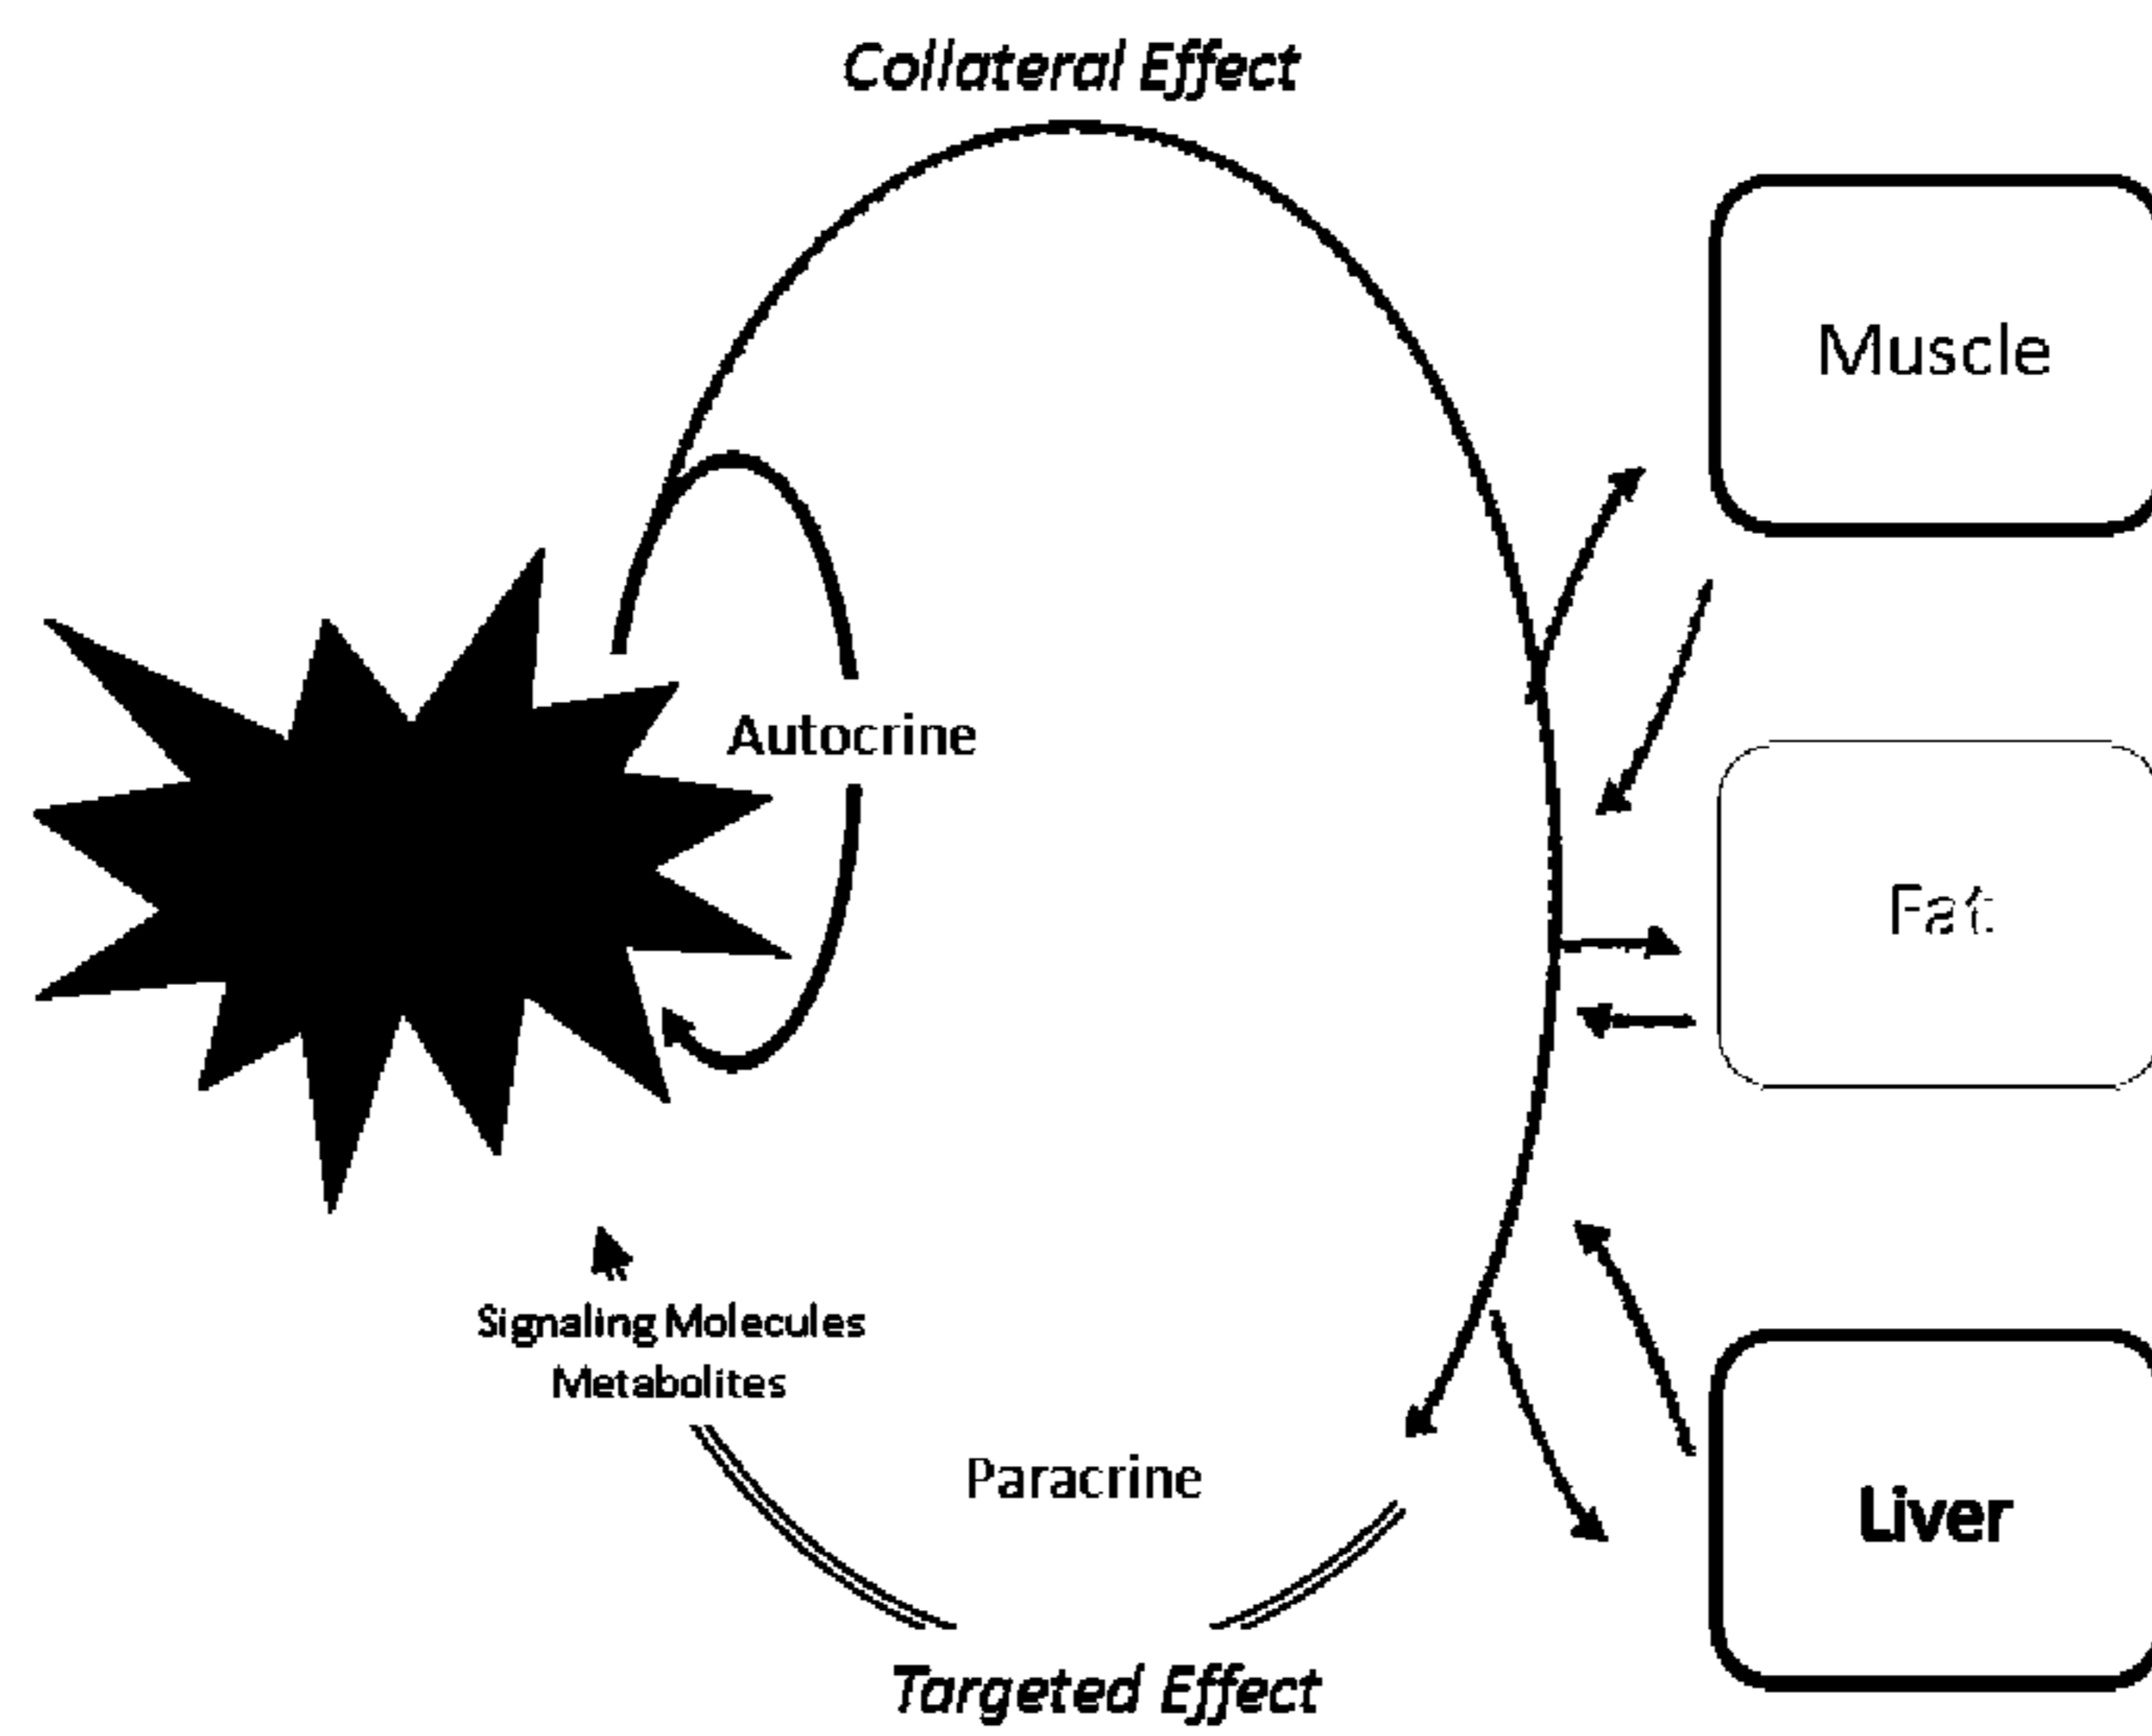 Collateral Effect
Muscle
Autocrine
Fat
Signaling Molecules
Metabolites
Paracrine
Liver
Targeted Effect